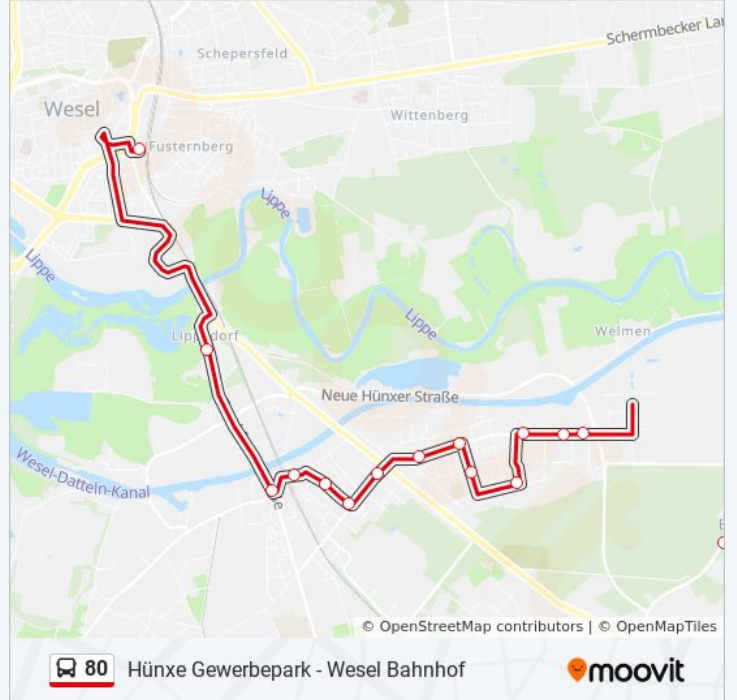 Schepersfeld
Schermbecker La
Wesel
Wittenberg
Fusternberg
Lippe
Lippe
Lippe
Welmen
Neue Hünxer Straße
Wesel-Datteln-Kanal
© OpenStreetMap contributors | © OpenMapTiles
80 Hünxe Gewerbepark - Wesel Bahnhof
moovit